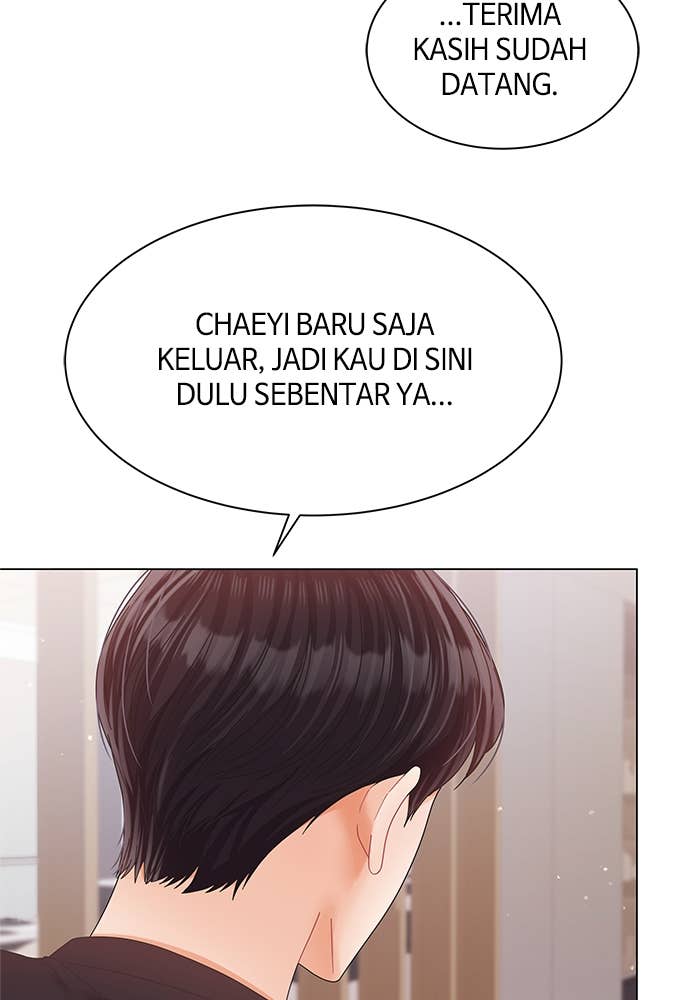 ...TERIMA
KASIH SUDAH
DATANG.
CHAEYI BARU SAJA
KELUAR, JADI KAU DI SINI
DULU SEBENTAR YA...